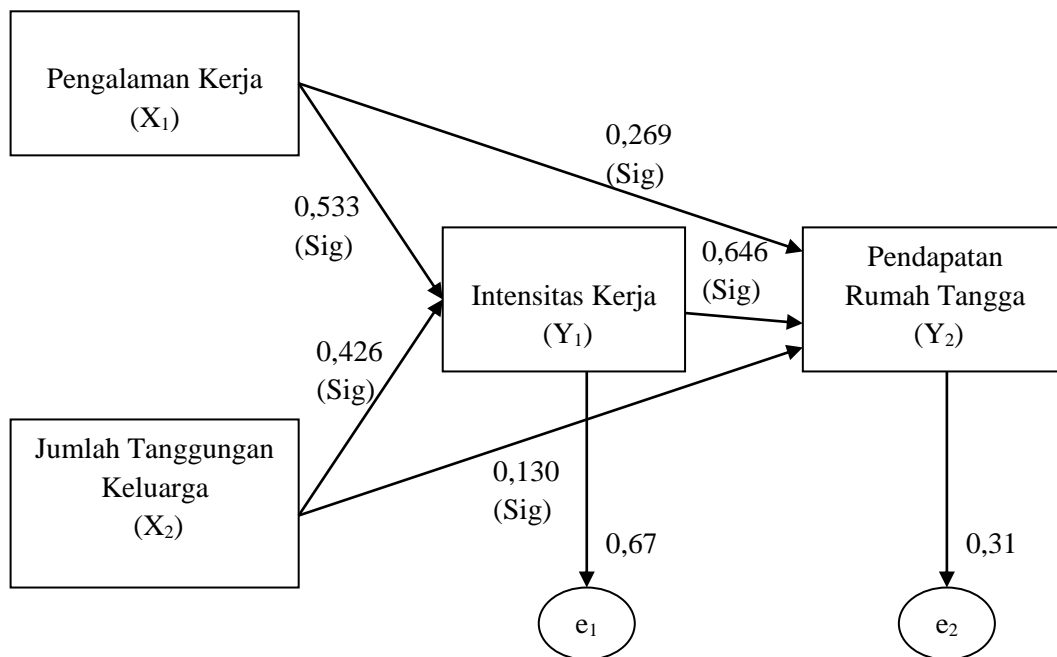 Pengalaman Kerja
(X₁)
0,269
(Sig)
0,533
(Sig)
Intensitas Kerja
(Y₁)
0,646
(Sig)
Pendapatan
Rumah Tangga
(Y₂)
0,426
(Sig)
Jumlah Tanggungan
Keluarga
(X₂)
0,130
(Sig)
0,67
0,31
e₁
e₂